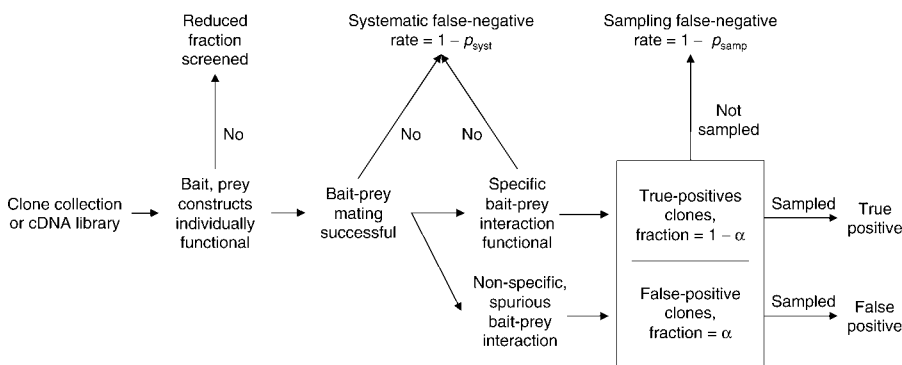 Reduced
fraction
screened
Systematic false-negative
rate = 1 – p_syst
Sampling false-negative
rate = 1 – p_samp
No
No
No
Not
sampled
Clone collection
or cDNA library
Bait, prey
constructs
individually
functional
Bait-prey
mating
successful
Specific
bait-prey
interaction
functional
True-positives
clones,
fraction = 1 – α
Sampled
True
positive
Non-specific,
spurious
bait-prey
interaction
False-positive
clones,
fraction = α
Sampled
False
positive